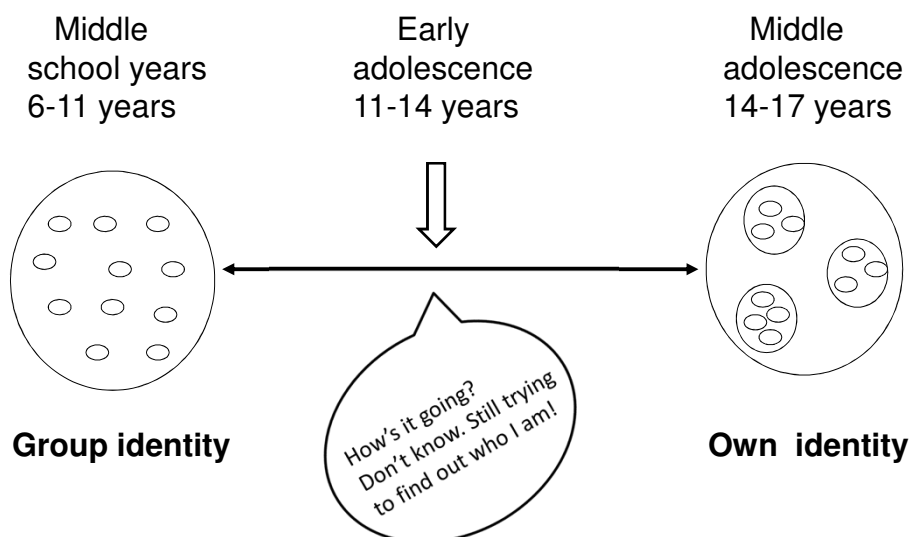 Middle
school years
6-11 years
Early
adolescence
11-14 years
Middle
adolescence
14-17 years
How's it going?
Don't know. Still trying
to find out who I am!
Group identity
Own identity